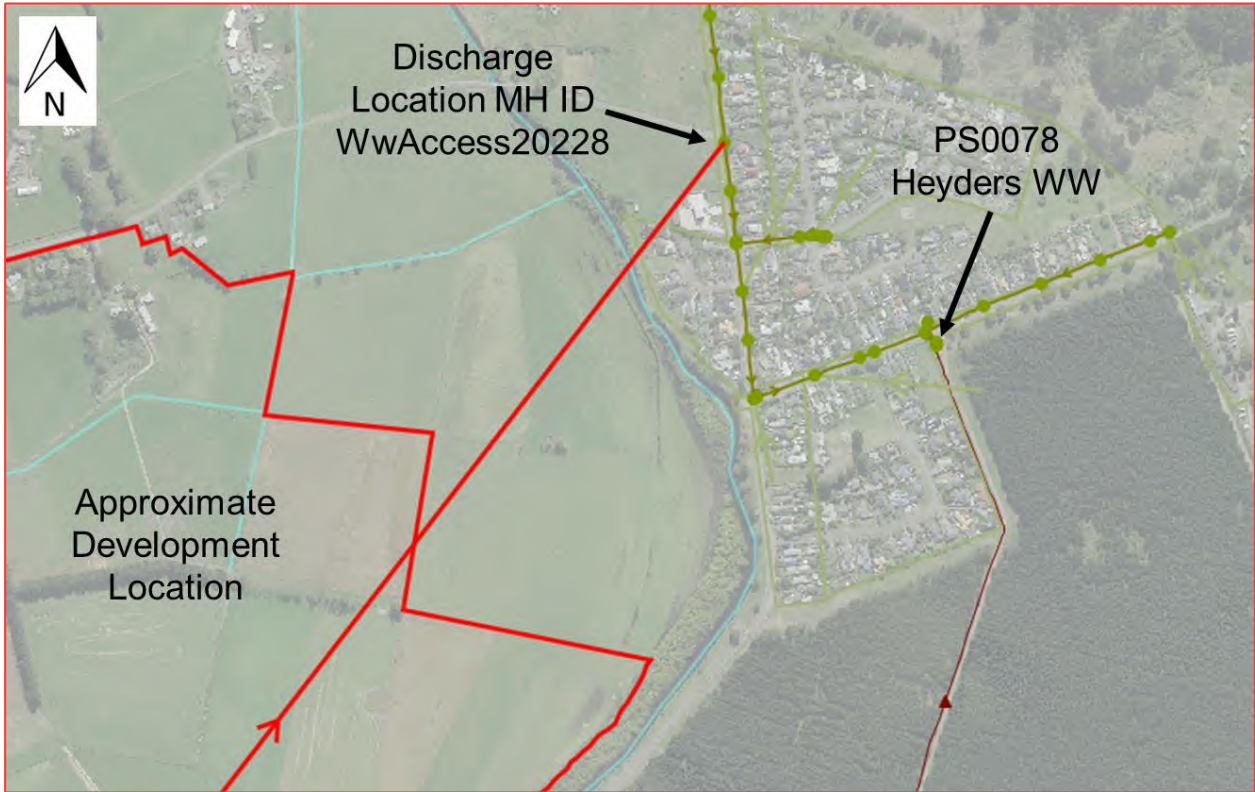 N
Discharge
Location MH ID
WwAccess20228
PS0078
Heyders WW
Approximate
Development
Location